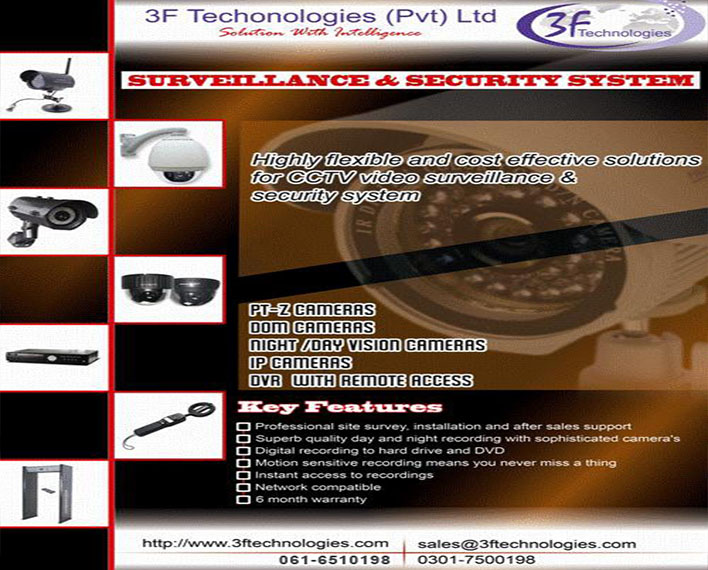 3F Techonologies (Pvt) Ltd
Solution With Intelligence
3F
Technologies
SURVEILLANCE & SECURITY SYSTEM
Highly flexible and cost effective solutions
for CCTV video surveillance &
security system
PT-Z CAMERAS
DOM CAMERAS
NIGHT /DAY VISION CAMERAS
IP CAMERAS
DVR WITH REMOTE ACCESS
Key Features
Professional site survey, installation and after sales support
Superb quality day and night recording with sophisticated camera's
Digital recording to hard drive and DVD
Motion sensitive recording means you never miss a thing
Instant access to recordings
Network compatible
6 month warranty
http://www.3ftechnologies.com
sales@3ftechnologies.com
061-6510198
0301-7500198